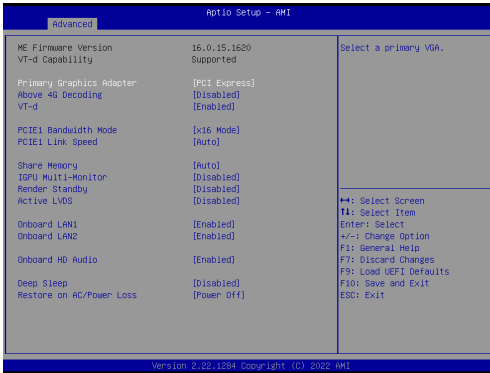 Aptio Setup - AMI
Advanced
ME Firmware Version 16.0.15.1620
VT-d Capability Supported
Primary Graphics Adapter [PCI Express]
Above 4G Decoding [Disabled]
VT-d [Enabled]
PCIE1 Bandwidth Mode [x16 Mode]
PCIE1 Link Speed [Auto]
Share Memory [Auto]
IGPU Multi-Monitor [Disabled]
Render Standby [Disabled]
Active LVDS [Disabled]
Onboard LAN1 [Enabled]
Onboard LAN2 [Enabled]
Onboard HD Audio [Enabled]
Deep Sleep [Disabled]
Restore on AC/Power Loss [Power Off]
Select a primary VGA.
↔: Select Screen
↑↓: Select Item
Enter: Select
+/-: Change Option
F1: General Help
F7: Discard Changes
F9: Load UEFI Defaults
F10: Save and Exit
ESC: Exit
Version 2.22.1284 Copyright (C) 2022 AMI